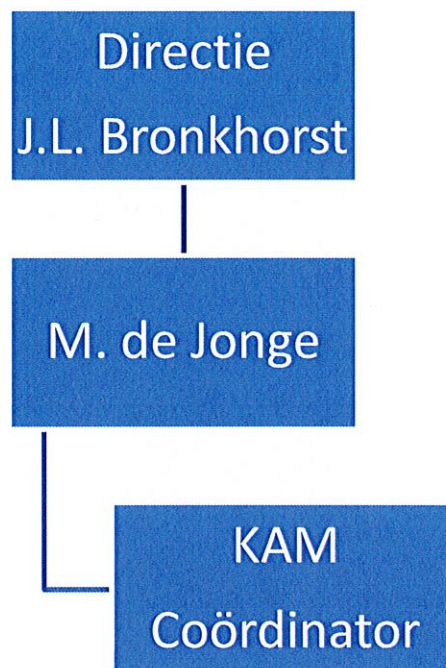 Directie
J.L. Bronkhorst
M. de Jonge
KAM
Coördinator